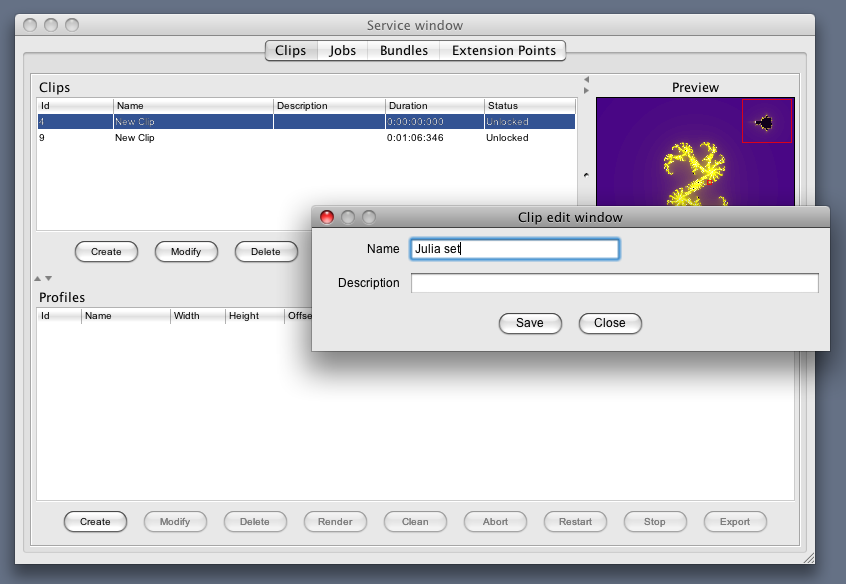 Service window
Clips Jobs Bundles Extension Points
Clips
Id Name Description Duration Status
4 New Clip 0:00:00:000 Unlocked
9 New Clip 0:01:06:346 Unlocked
Create Modify Delete
Preview
Clip edit window
Name Julia set
Description
Save Close
Profiles
Id Name Width Height Offse
Create Modify Delete Render Clean Abort Restart Stop Export